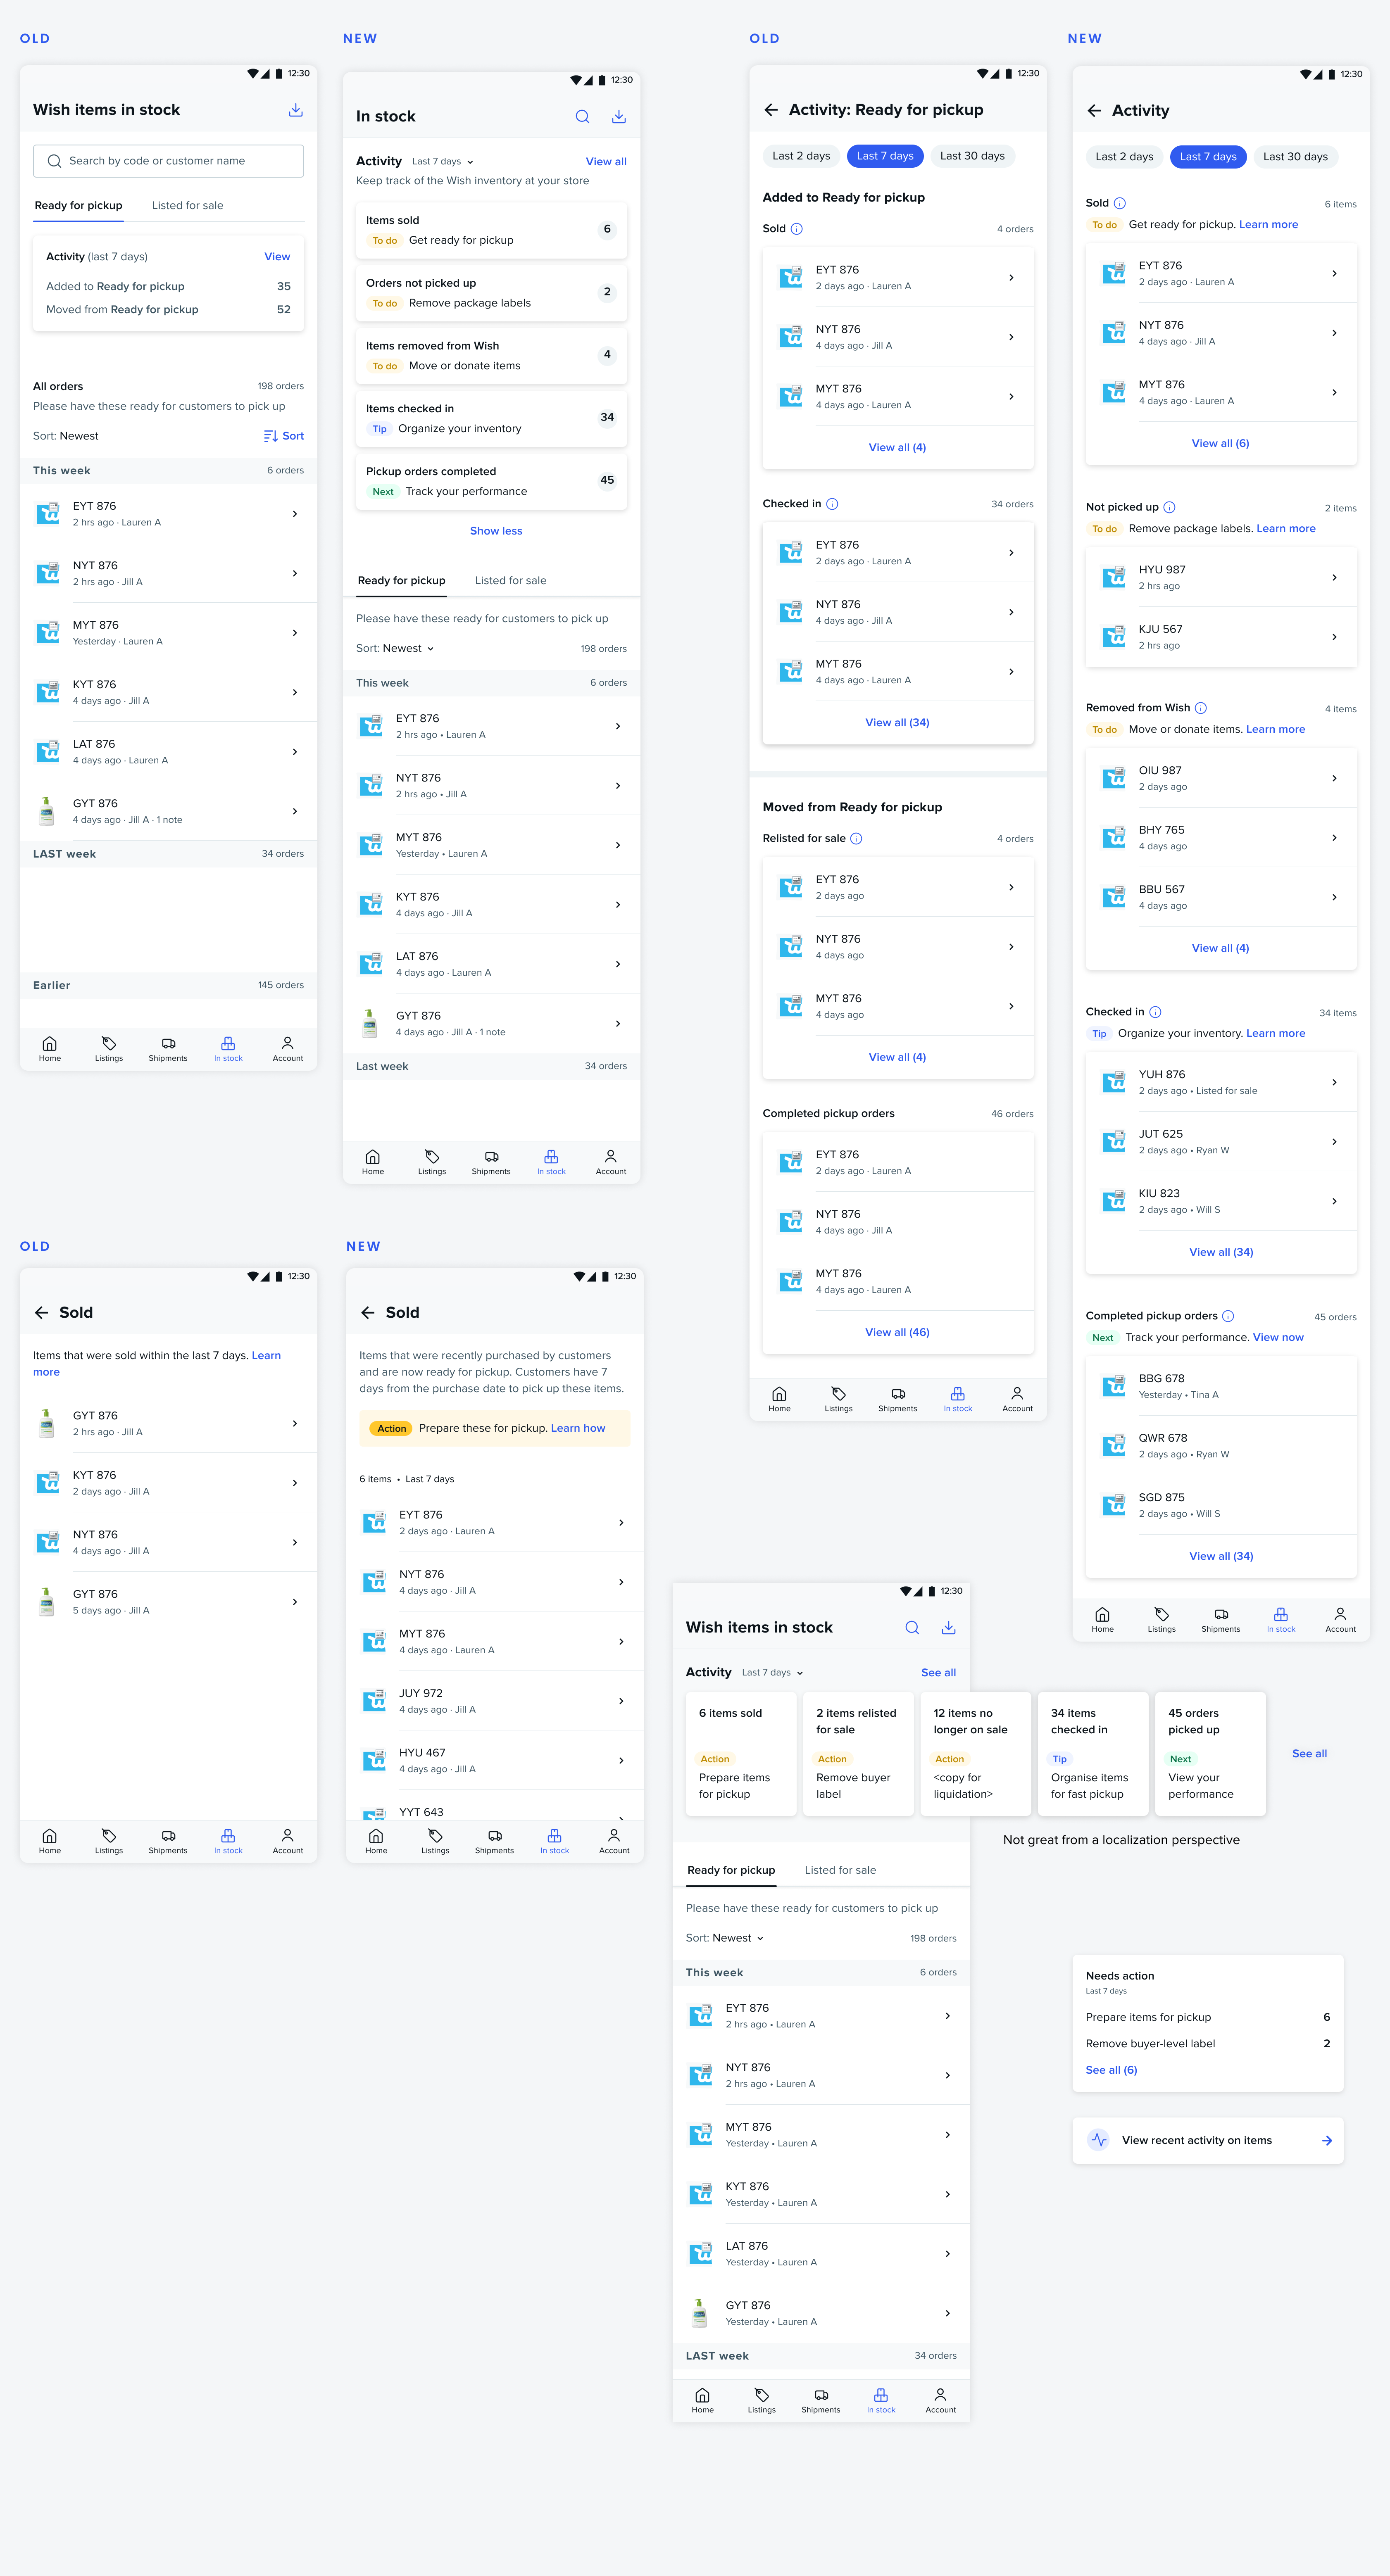 OLD
12:30
Wish items in stock
Search by code or customer name
Ready for pickup Listed for sale
Activity (last 7 days) View
Added to Ready for pickup 35
Moved from Ready for pickup 52
All orders 198 orders
Please have these ready for customers to pick up
Sort: Newest Sort
This week 6 orders
EYT 876
2 hrs ago · Lauren A
NYT 876
2 hrs ago · Jill A
MYT 876
Yesterday · Lauren A
KYT 876
4 days ago · Jill A
LAT 876
4 days ago · Lauren A
GYT 876
4 days ago · Jill A · 1 note
LAST week 34 orders
Earlier 145 orders
Home Listings Shipments In stock Account
NEW
12:30
In stock
Activity Last 7 days View all
Keep track of the Wish inventory at your store
Items sold
To do Get ready for pickup 6
Orders not picked up
To do Remove package labels 2
Items removed from Wish
To do Move or donate items 4
Items checked in
Tip Organize your inventory 34
Pickup orders completed
Next Track your performance 45
Show less
Ready for pickup Listed for sale
Please have these ready for customers to pick up
Sort: Newest 198 orders
This week 6 orders
EYT 876
2 hrs ago • Lauren A
NYT 876
2 hrs ago • Jill A
MYT 876
Yesterday • Lauren A
KYT 876
4 days ago · Jill A
LAT 876
4 days ago · Lauren A
GYT 876
4 days ago · Jill A · 1 note
Last week 34 orders
Home Listings Shipments In stock Account
OLD
12:30
Activity: Ready for pickup
Last 2 days Last 7 days Last 30 days
Added to Ready for pickup
Sold 4 orders
EYT 876
2 days ago · Lauren A
NYT 876
4 days ago · Jill A
MYT 876
4 days ago · Lauren A
View all (4)
Checked in 34 orders
EYT 876
2 days ago · Lauren A
NYT 876
4 days ago · Jill A
MYT 876
4 days ago · Lauren A
View all (34)
Moved from Ready for pickup
Relisted for sale 4 orders
EYT 876
2 days ago
NYT 876
4 days ago
MYT 876
4 days ago
View all (4)
Completed pickup orders 46 orders
EYT 876
2 days ago · Lauren A
NYT 876
4 days ago · Jill A
MYT 876
4 days ago · Lauren A
View all (46)
Home Listings Shipments In stock Account
NEW
12:30
Activity
Last 2 days Last 7 days Last 30 days
Sold 6 items
To do Get ready for pickup. Learn more
EYT 876
2 days ago · Lauren A
NYT 876
4 days ago · Jill A
MYT 876
4 days ago · Lauren A
View all (6)
Not picked up 2 items
To do Remove package labels. Learn more
HYU 987
2 hrs ago
KJU 567
2 hrs ago
Removed from Wish 4 items
To do Move or donate items. Learn more
OIU 987
2 days ago
BHY 765
4 days ago
BBU 567
4 days ago
View all (4)
Checked in 34 items
Tip Organize your inventory. Learn more
YUH 876
2 days ago • Listed for sale
JUT 625
2 days ago • Ryan W
KIU 823
2 days ago • Will S
View all (34)
Completed pickup orders 45 orders
Next Track your performance. View now
BBG 678
Yesterday • Tina A
QWR 678
2 days ago • Ryan W
SGD 875
2 days ago • Will S
View all (34)
Home Listings Shipments In stock Account
OLD
12:30
Sold
Items that were sold within the last 7 days. Learn
more
GYT 876
2 hrs ago · Jill A
KYT 876
2 days ago · Jill A
NYT 876
4 days ago · Jill A
GYT 876
5 days ago · Jill A
Home Listings Shipments In stock Account
NEW
12:30
Sold
Items that were recently purchased by customers
and are now ready for pickup. Customers have 7
days from the purchase date to pick up these items.
Action Prepare these for pickup. Learn how
6 items • Last 7 days
EYT 876
2 days ago · Lauren A
NYT 876
4 days ago · Jill A
MYT 876
4 days ago · Lauren A
JUY 972
4 days ago · Jill A
HYU 467
4 days ago · Jill A
YYT 643
Home Listings Shipments In stock Account
12:30
Wish items in stock
Activity Last 7 days See all
6 items sold
Action
Prepare items
for pickup
2 items relisted
for sale
Action
Remove buyer
label
12 items no
longer on sale
Action
<copy for
liquidation>
34 items
checked in
Tip
Organise items
for fast pickup
45 orders
picked up
Next
View your
performance
See all
Not great from a localization perspective
Ready for pickup Listed for sale
Please have these ready for customers to pick up
Sort: Newest 198 orders
This week 6 orders
EYT 876
2 hrs ago • Lauren A
NYT 876
2 hrs ago • Lauren A
MYT 876
Yesterday • Lauren A
KYT 876
Yesterday • Lauren A
LAT 876
Yesterday • Lauren A
GYT 876
Yesterday • Lauren A
LAST week 34 orders
Home Listings Shipments In stock Account
Needs action
Last 7 days
Prepare items for pickup 6
Remove buyer-level label 2
See all (6)
View recent activity on items